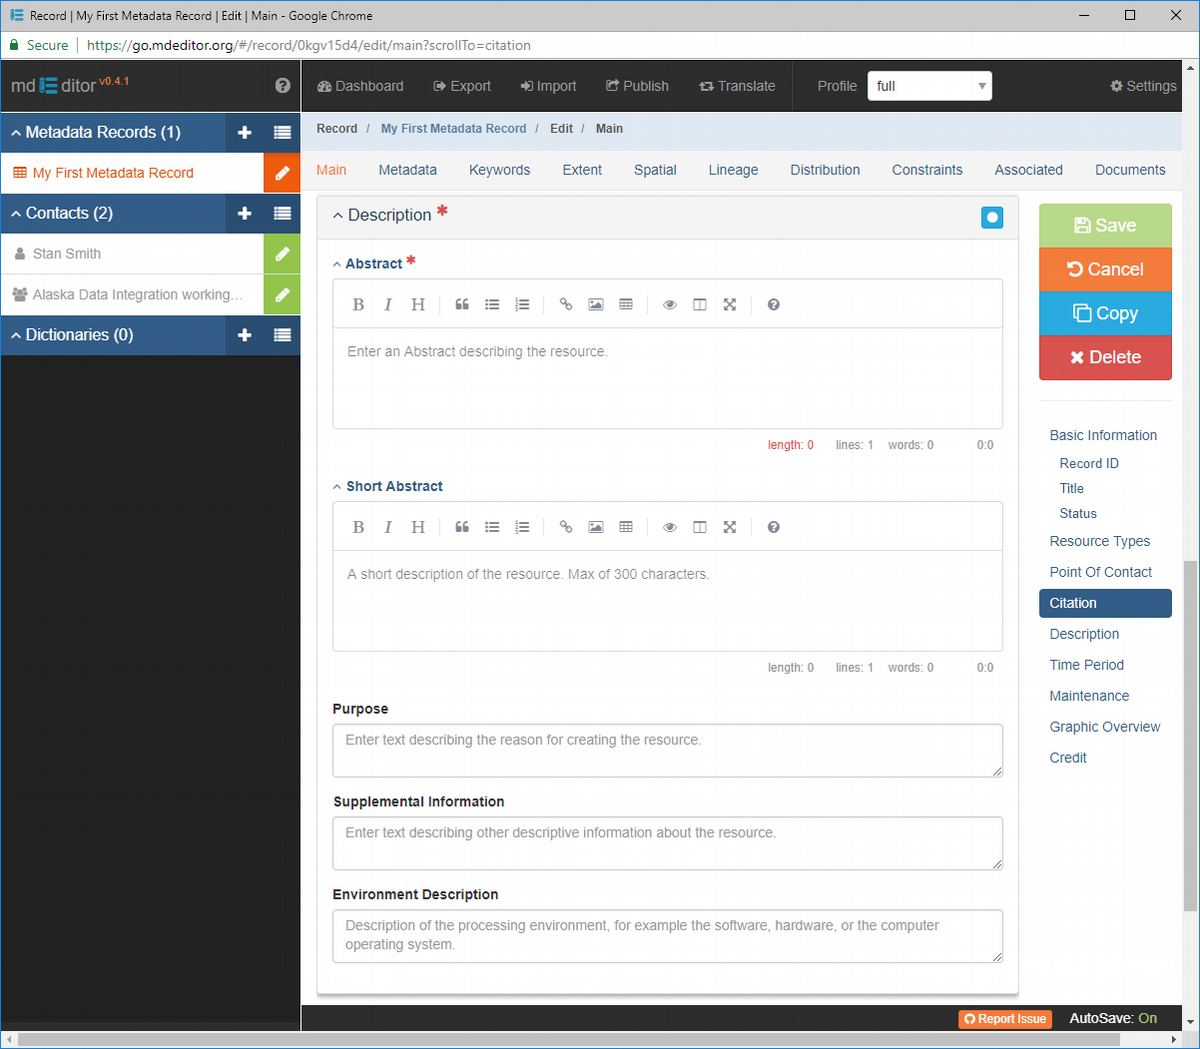 Record | My First Metadata Record | Edit | Main - Google Chrome
Secure | https://go.mdeditor.org/#/record/0kgv15d4/edit/main?scrollTo=citation
md Editor v0.4.1
Dashboard Export Import Publish Translate Profile full Settings
Metadata Records (1)
My First Metadata Record
Contacts (2)
Stan Smith
Alaska Data Integration working...
Dictionaries (0)
Record / My First Metadata Record / Edit / Main
Main Metadata Keywords Extent Spatial Lineage Distribution Constraints Associated Documents
Description *
Abstract *
B I H
Enter an Abstract describing the resource.
length: 0 lines: 1 words: 0 0:0
Short Abstract
B I H
A short description of the resource. Max of 300 characters.
length: 0 lines: 1 words: 0 0:0
Purpose
Enter text describing the reason for creating the resource.
Supplemental Information
Enter text describing other descriptive information about the resource.
Environment Description
Description of the processing environment, for example the software, hardware, or the computer
operating system.
Save
Cancel
Copy
Delete
Basic Information
Record ID
Title
Status
Resource Types
Point Of Contact
Citation
Description
Time Period
Maintenance
Graphic Overview
Credit
Report Issue AutoSave: On